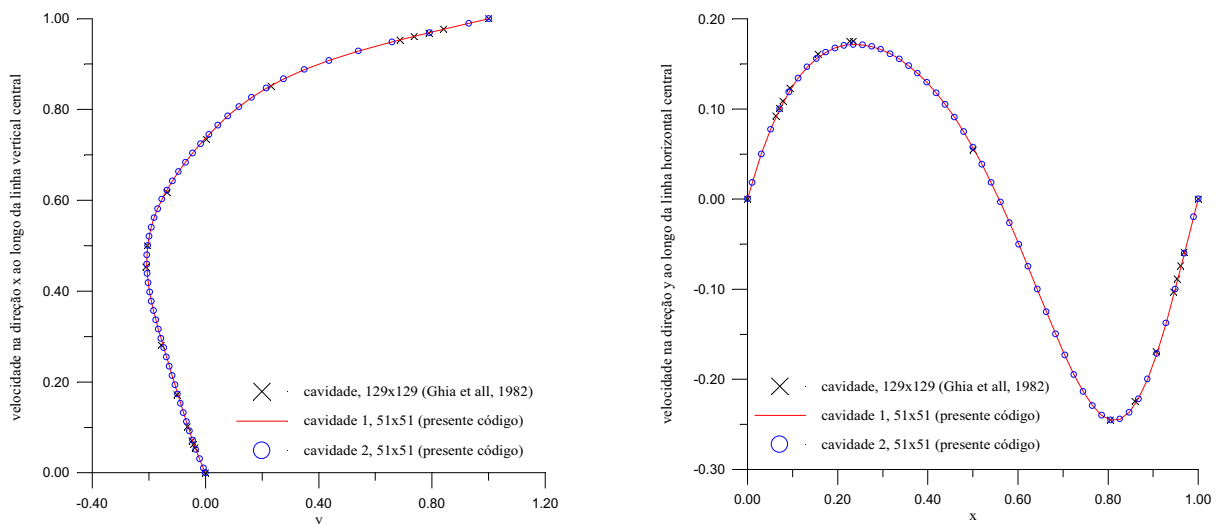 velocidade na direção x ao longo da linha vertical central
1.00
0.80
0.60
0.40
0.20
0.00
-0.40
0.00
0.40
0.80
1.20
y
cavidade, 129x129 (Ghia et all, 1982)
cavidade 1, 51x51 (presente código)
cavidade 2, 51x51 (presente código)
velocidade na direção y ao longo da linha horizontal central
0.20
0.10
0.00
-0.10
-0.20
-0.30
0.00
0.20
0.40
0.60
0.80
1.00
x
cavidade, 129x129 (Ghia et all, 1982)
cavidade 1, 51x51 (presente código)
cavidade 2, 51x51 (presente código)